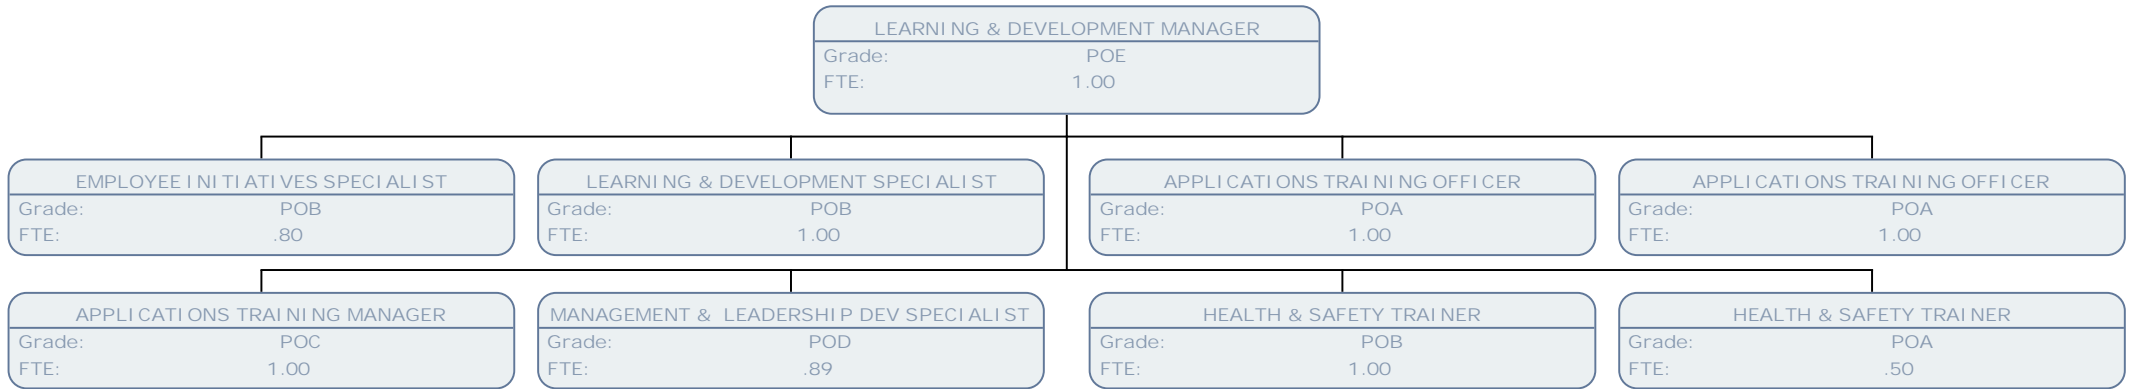 LEARNING & DEVELOPMENT MANAGER
Grade: POE
FTE: 1.00
EMPLOYEE INITIATIVES SPECIALIST
Grade: POB
FTE: .80
LEARNING & DEVELOPMENT SPECIALIST
Grade: POB
FTE: 1.00
APPLICATIONS TRAINING OFFICER
Grade: POA
FTE: 1.00
APPLICATIONS TRAINING OFFICER
Grade: POA
FTE: 1.00
APPLICATIONS TRAINING MANAGER
Grade: POC
FTE: 1.00
MANAGEMENT & LEADERSHIP DEV SPECIALIST
Grade: POD
FTE: .89
HEALTH & SAFETY TRAINER
Grade: POB
FTE: 1.00
HEALTH & SAFETY TRAINER
Grade: POA
FTE: .50